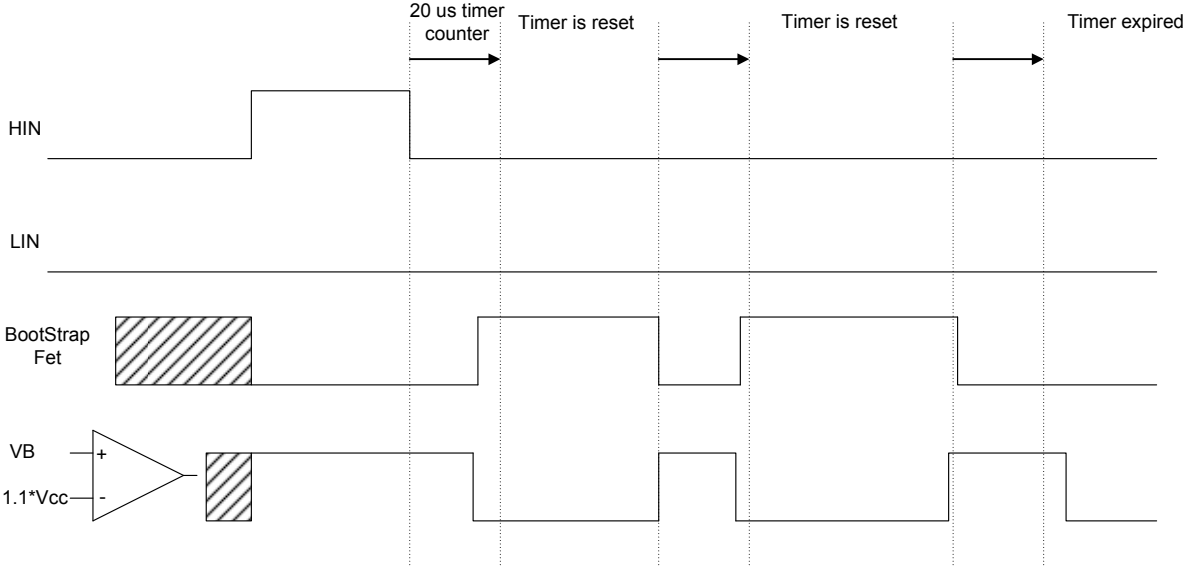 20 us timer
counter
Timer is reset
Timer is reset
Timer expired
HIN
LIN
BootStrap
Fet
VB
+
1.1*Vcc
-